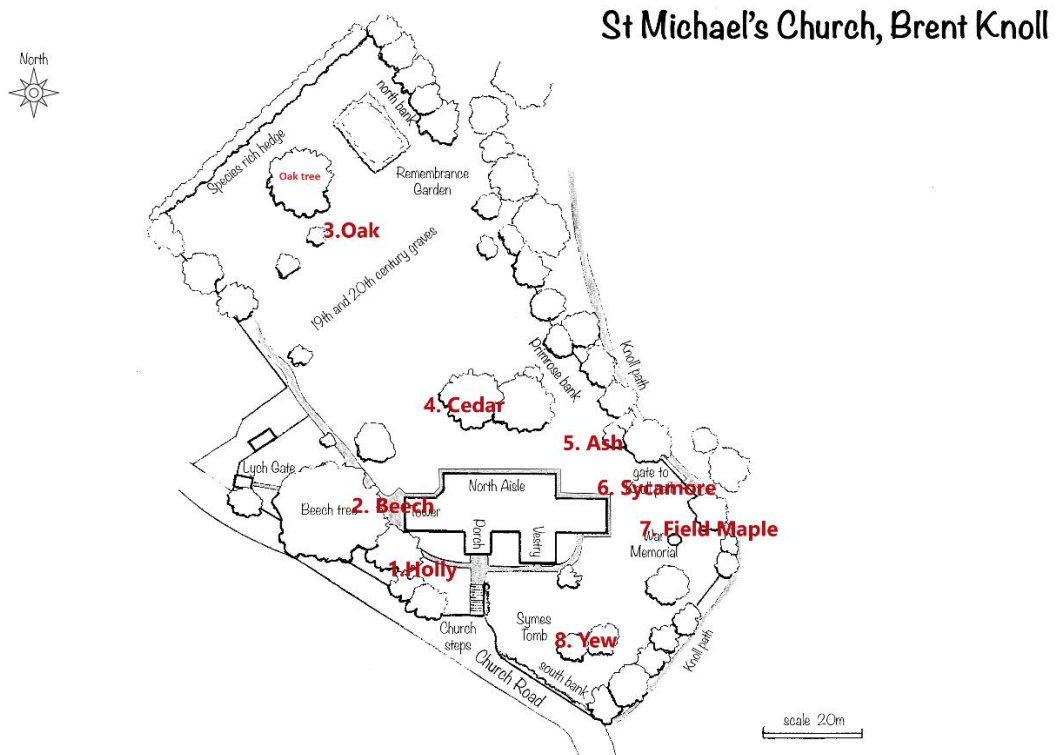 St Michael's Church, Brent Knoll
North
north bank
Species rich hedge
Oak tree
Remembrance
Garden
3.Oak
19th and 20th century graves
Primrose bank
Knoll path
4. Cedar
5. Ash
Lych Gate
North Aisle
gate to
6. Sycamore
2. Beech
Beech tree
Tower
Porch
Vestry
7. Field Maple
War
Memorial
1.Holly
Church
steps
Symes
Tomb
8. Yew
south bank
Knoll path
Church Road
scale 20m